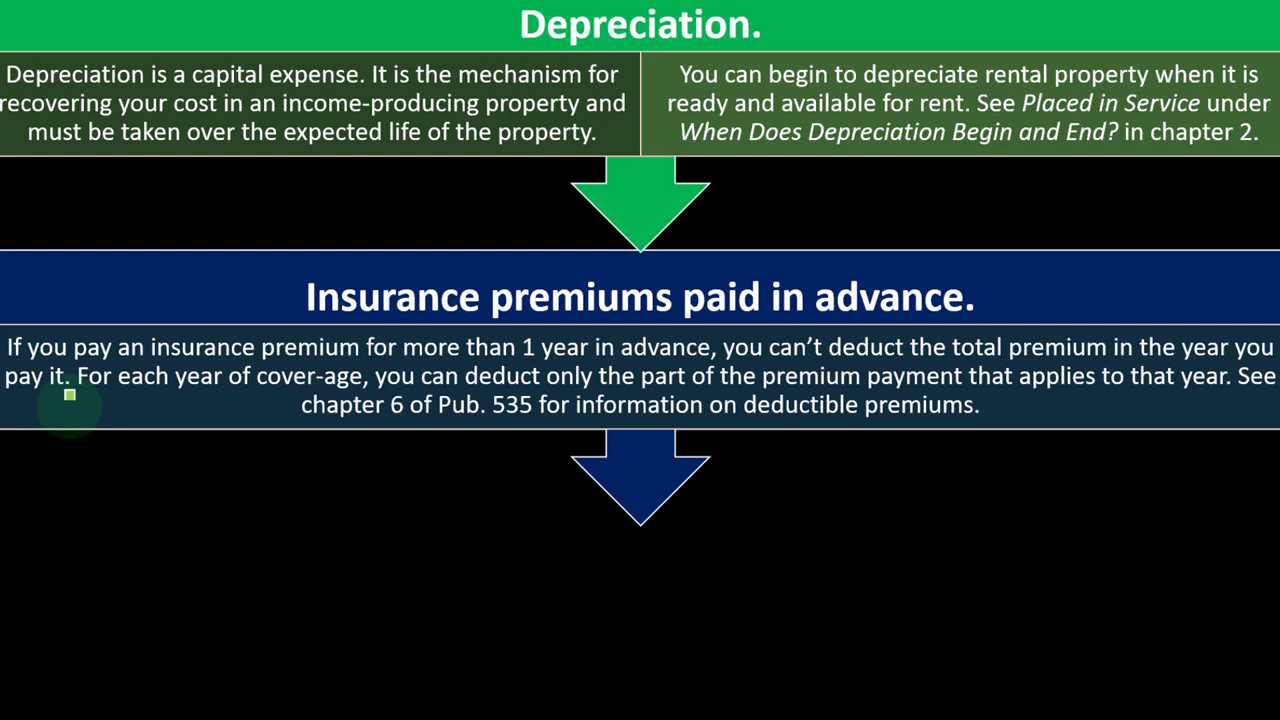 Depreciation.
Depreciation is a capital expense. It is the mechanism for
recovering your cost in an income-producing property and
must be taken over the expected life of the property.
You can begin to depreciate rental property when it is
ready and available for rent. See Placed in Service under
When Does Depreciation Begin and End? in chapter 2.
Insurance premiums paid in advance.
If you pay an insurance premium for more than 1 year in advance, you can’t deduct the total premium in the year you
pay it. For each year of cover-age, you can deduct only the part of the premium payment that applies to that year. See
chapter 6 of Pub. 535 for information on deductible premiums.